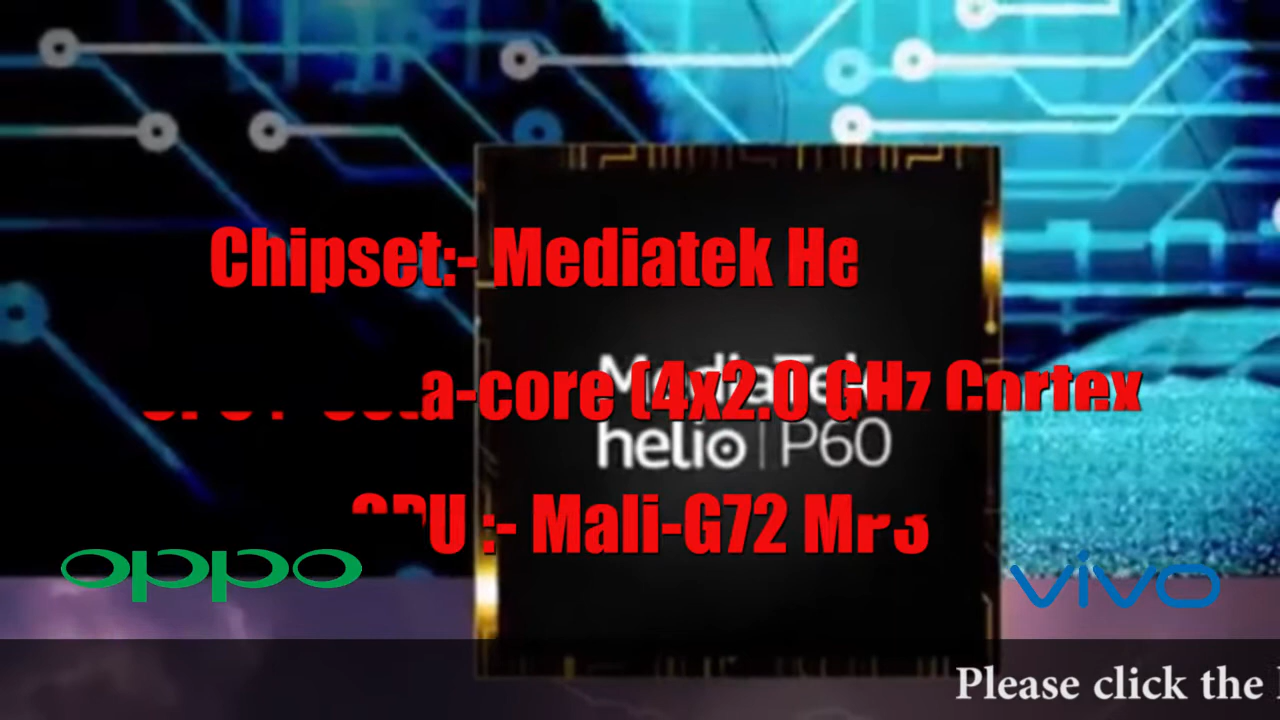 Chipset:- Mediatek He
MediaTek
a-core (4x2.0 GHz Cortex
helio | P60
GPU :- Mali-G72 MP3
oppo
vivo
Please click the